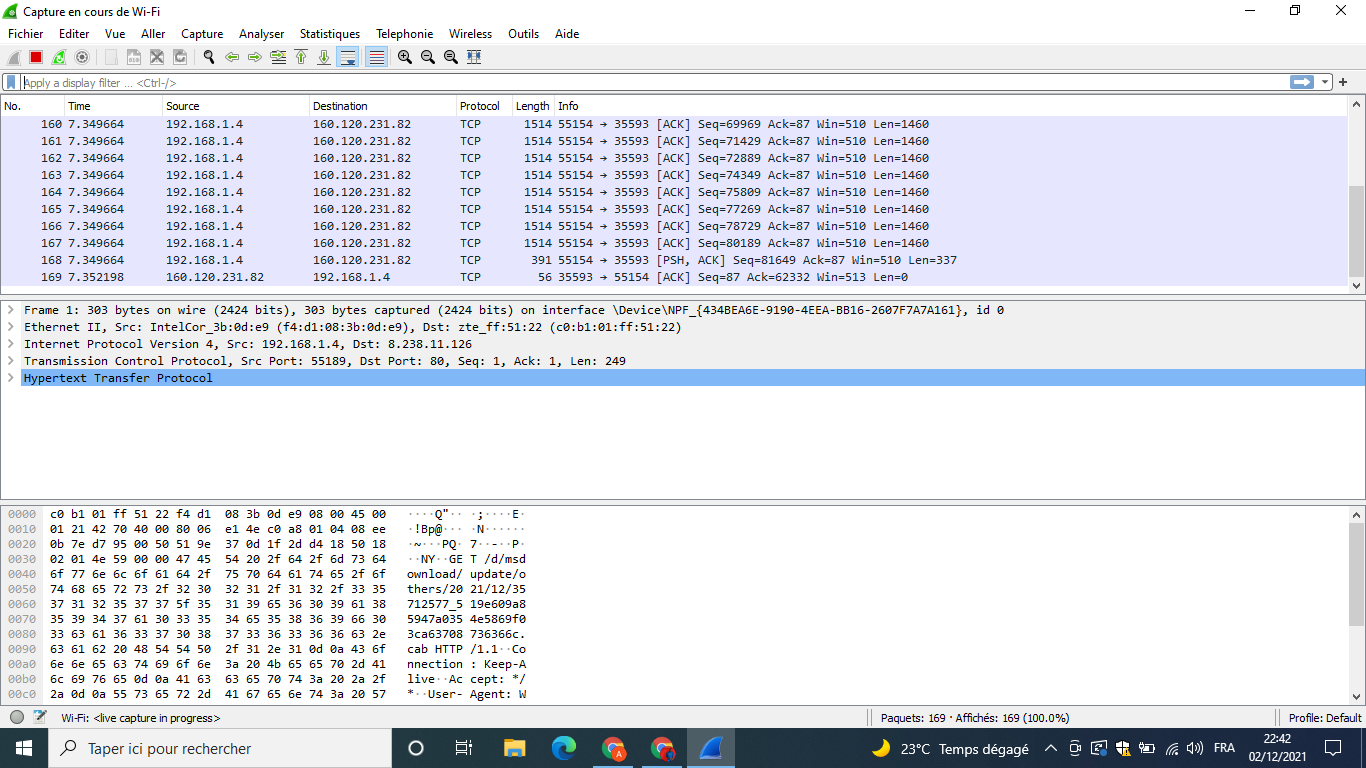 Capture en cours de Wi-Fi
Fichier Editer Vue Aller Capture Analyser Statistiques Telephonie Wireless Outils Aide
Apply a display filter ... <Ctrl-/>
No. Time Source Destination Protocol Length Info
160 7.349664 192.168.1.4 160.120.231.82 TCP 1514 55154 → 35593 [ACK] Seq=69969 Ack=87 Win=510 Len=1460
161 7.349664 192.168.1.4 160.120.231.82 TCP 1514 55154 → 35593 [ACK] Seq=71429 Ack=87 Win=510 Len=1460
162 7.349664 192.168.1.4 160.120.231.82 TCP 1514 55154 → 35593 [ACK] Seq=72889 Ack=87 Win=510 Len=1460
163 7.349664 192.168.1.4 160.120.231.82 TCP 1514 55154 → 35593 [ACK] Seq=74349 Ack=87 Win=510 Len=1460
164 7.349664 192.168.1.4 160.120.231.82 TCP 1514 55154 → 35593 [ACK] Seq=75809 Ack=87 Win=510 Len=1460
165 7.349664 192.168.1.4 160.120.231.82 TCP 1514 55154 → 35593 [ACK] Seq=77269 Ack=87 Win=510 Len=1460
166 7.349664 192.168.1.4 160.120.231.82 TCP 1514 55154 → 35593 [ACK] Seq=78729 Ack=87 Win=510 Len=1460
167 7.349664 192.168.1.4 160.120.231.82 TCP 1514 55154 → 35593 [ACK] Seq=80189 Ack=87 Win=510 Len=1460
168 7.349664 192.168.1.4 160.120.231.82 TCP 391 55154 → 35593 [PSH, ACK] Seq=81649 Ack=87 Win=510 Len=337
169 7.352198 160.120.231.82 192.168.1.4 TCP 56 35593 → 55154 [ACK] Seq=87 Ack=62332 Win=513 Len=0
Frame 1: 303 bytes on wire (2424 bits), 303 bytes captured (2424 bits) on interface \Device\NPF_{434BEA6E-9190-4EEA-BB16-2607F7A7A161}, id 0
Ethernet II, Src: IntelCor_3b:0d:e9 (f4:d1:08:3b:0d:e9), Dst: zte_ff:51:22 (c0:b1:01:ff:51:22)
Internet Protocol Version 4, Src: 192.168.1.4, Dst: 8.238.11.126
Transmission Control Protocol, Src Port: 55189, Dst Port: 80, Seq: 1, Ack: 1, Len: 249
Hypertext Transfer Protocol
0000 c0 b1 01 ff 51 22 f4 d1 08 3b 0d e9 08 00 45 00 ····Q"·· ·;····E·
0010 01 21 42 70 40 00 80 06 e1 4e c0 a8 01 04 08 ee ·!Bp@··· ·N······
0020 0b 7e d7 95 00 50 51 9e 37 0d 1f 2d d4 18 50 18 ·~···PQ· 7··-··P·
0030 02 01 4e 59 00 00 47 45 54 20 2f 64 2f 6d 73 64 ··NY··GE T /d/msd
0040 6f 77 6e 6c 6f 61 64 2f 75 70 64 61 74 65 2f 6f ownload/ update/o
0050 74 68 65 72 73 2f 32 30 32 31 2f 31 32 2f 33 35 thers/20 21/12/35
0060 37 31 32 35 37 37 5f 35 31 39 65 36 30 39 61 38 712577_5 19e609a8
0070 35 39 34 37 61 30 33 35 34 65 35 38 36 39 66 30 5947a035 4e5869f0
0080 33 63 61 36 33 37 30 38 37 33 36 33 36 36 63 2e 3ca63708 736366c.
0090 63 61 62 20 48 54 54 50 2f 31 2e 31 0d 0a 43 6f cab HTTP /1.1··Co
00a0 6e 6e 65 63 74 69 6f 6e 3a 20 4b 65 65 70 2d 41 nnection : Keep-A
00b0 6c 69 76 65 0d 0a 41 63 63 65 70 74 3a 20 2a 2f live··Ac cept: */
00c0 2a 0d 0a 55 73 65 72 2d 41 67 65 6e 74 3a 20 57 *··User- Agent: W
Wi-Fi: <live capture in progress> Paquets: 169 · Affichés: 169 (100.0%) Profile: Default
Taper ici pour rechercher 23°C Temps dégagé FRA 22:42
02/12/2021